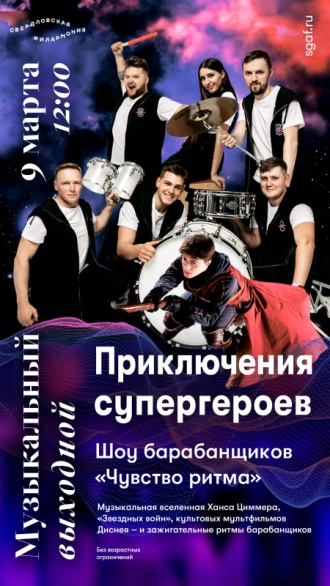 СВЕРДЛОВСКАЯ
ФИЛАРМОНИЯ
sgaf.ru
9 марта
12:00
Музыкальный
выходной
Приключения
супергероев
Шоу барабанщиков
«Чувство ритма»
Музыкальная вселенная Ханса Циммера,
«Звездных войн», культовых мультфильмов
Диснея – и зажигательные ритмы барабанщиков
Без возрастных
ограничений